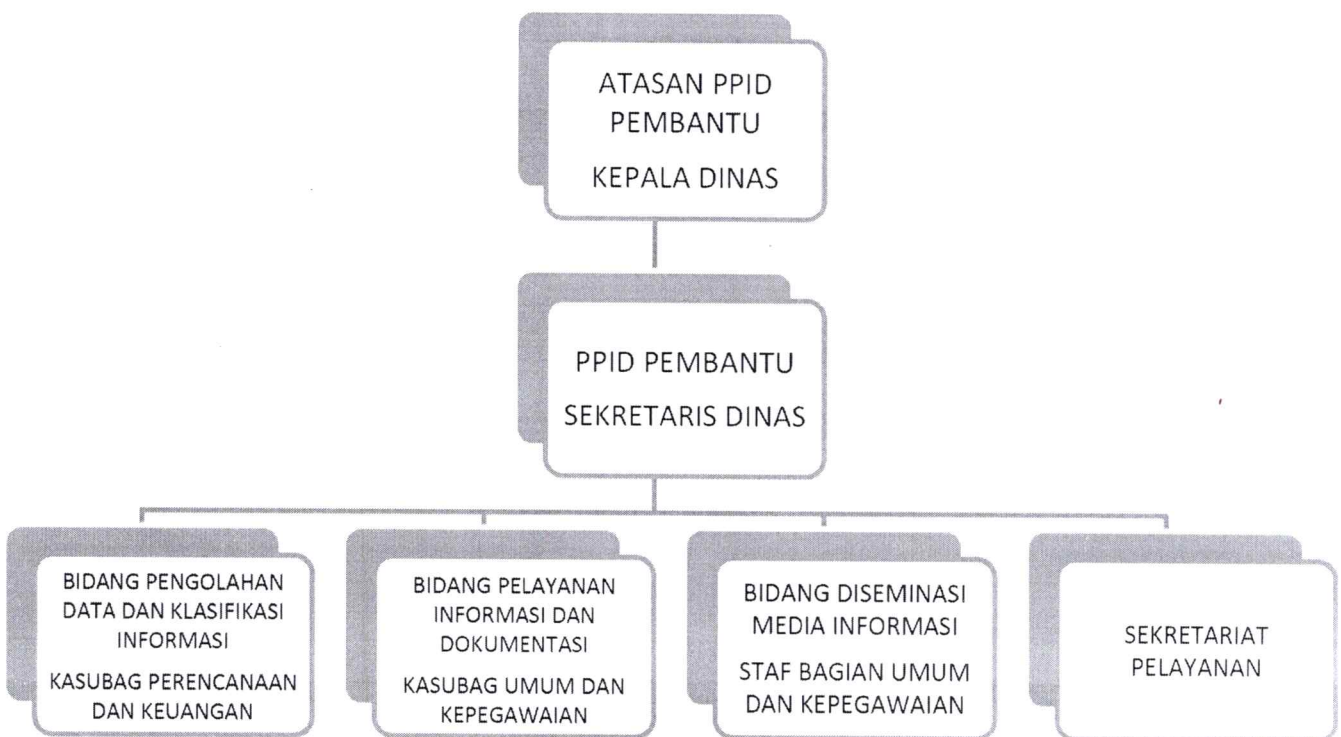 ATASAN PPID
PEMBANTU
KEPALA DINAS
PPID PEMBANTU
SEKRETARIS DINAS
BIDANG PENGOLAHAN
DATA DAN KLASIFIKASI
INFORMASI
KASUBAG PERENCANAAN
DAN KEUANGAN
BIDANG PELAYANAN
INFORMASI DAN
DOKUMENTASI
KASUBAG UMUM DAN
KEPEGAWAIAN
BIDANG DISEMINASI
MEDIA INFORMASI
STAF BAGIAN UMUM
DAN KEPEGAWAIAN
SEKRETARIAT
PELAYANAN